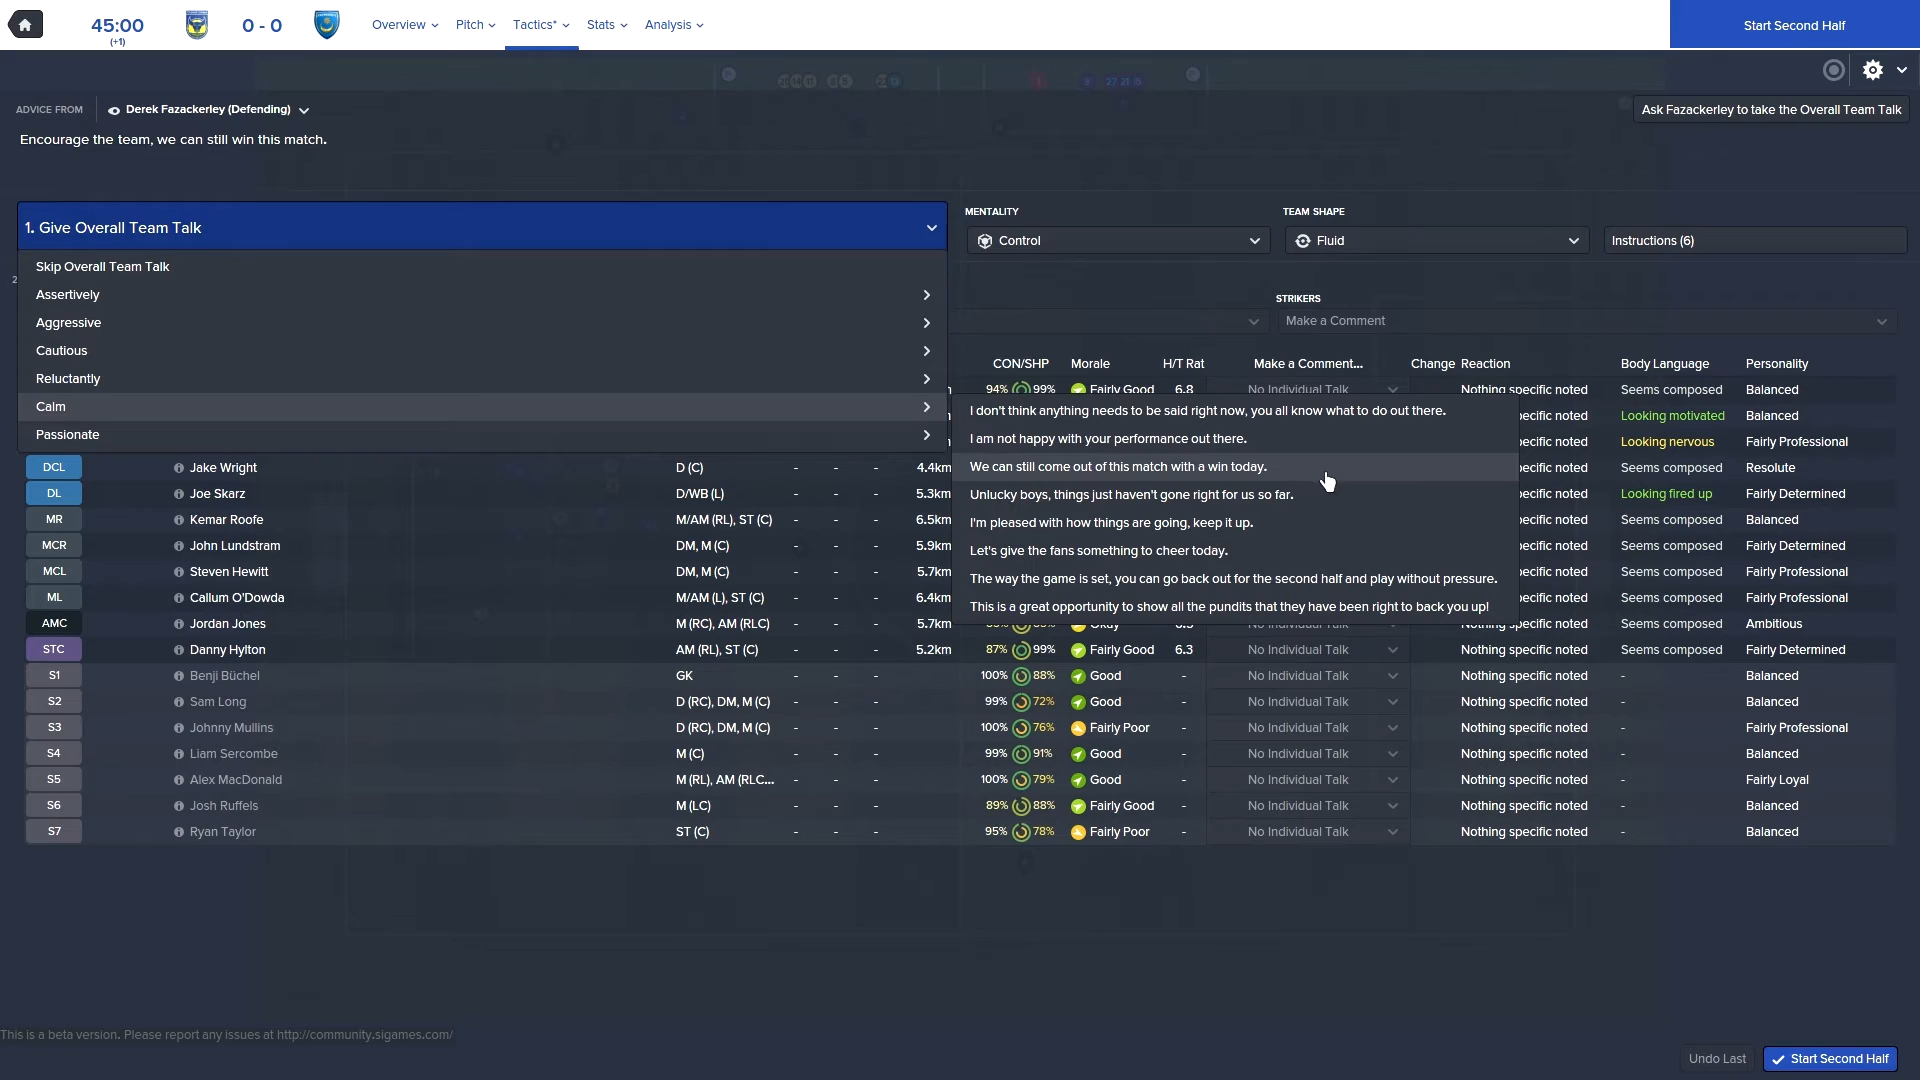 45:00
(+1)
0 - 0
Overview
Pitch
Tactics*
Stats
Analysis
Start Second Half
ADVICE FROM
Derek Fazackerley (Defending)
Ask Fazackerley to take the Overall Team Talk
Encourage the team, we can still win this match.
MENTALITY
TEAM SHAPE
1. Give Overall Team Talk
Control
Fluid
Instructions (6)
Skip Overall Team Talk
Assertively
Aggressive
Cautious
Reluctantly
Calm
Passionate
STRIKERS
Make a Comment
CON/SHP Morale H/T Rat Make a Comment... Change Reaction Body Language Personality
94% 99% Fairly Good 6.8 No Individual Talk Nothing specific noted Seems composed Balanced
I don't think anything needs to be said right now, you all know what to do out there.
I am not happy with your performance out there.
We can still come out of this match with a win today.
Unlucky boys, things just haven't gone right for us so far.
I'm pleased with how things are going, keep it up.
Let's give the fans something to cheer today.
The way the game is set, you can go back out for the second half and play without pressure.
This is a great opportunity to show all the pundits that they have been right to back you up!
noted Looking motivated Balanced
noted Looking nervous Fairly Professional
DCL Jake Wright D (C) - - - 4.4km noted Seems composed Resolute
DL Joe Skarz D/WB (L) - - - 5.3km noted Looking fired up Fairly Determined
MR Kemar Roofe M/AM (RL), ST (C) - - - 6.5km noted Seems composed Balanced
MCR John Lundstram DM, M (C) - - - 5.9km noted Seems composed Fairly Determined
MCL Steven Hewitt DM, M (C) - - - 5.7km noted Seems composed Fairly Professional
ML Callum O'Dowda M/AM (L), ST (C) - - - 6.4km noted Seems composed Fairly Professional
AMC Jordan Jones M (RC), AM (RLC) - - - 5.7km Okay No Individual Talk Nothing specific noted Seems composed Ambitious
STC Danny Hylton AM (RL), ST (C) - - - 5.2km 87% 99% Fairly Good 6.3 No Individual Talk Nothing specific noted Seems composed Fairly Determined
S1 Benji Büchel GK - - - 100% 88% Good - No Individual Talk Nothing specific noted - Balanced
S2 Sam Long D (RC), DM, M (C) - - - 99% 72% Good - No Individual Talk Nothing specific noted - Balanced
S3 Johnny Mullins D (RC), DM, M (C) - - - 100% 76% Fairly Poor - No Individual Talk Nothing specific noted - Fairly Professional
S4 Liam Sercombe M (C) - - - 99% 91% Good - No Individual Talk Nothing specific noted - Balanced
S5 Alex MacDonald M (RL), AM (RLC... - - - 100% 79% Good - No Individual Talk Nothing specific noted - Fairly Loyal
S6 Josh Ruffels M (LC) - - - 89% 88% Fairly Good - No Individual Talk Nothing specific noted - Balanced
S7 Ryan Taylor ST (C) - - - 95% 78% Fairly Poor - No Individual Talk Nothing specific noted - Balanced
This is a beta version. Please report any issues at http://community.sigames.com/
Undo Last
Start Second Half